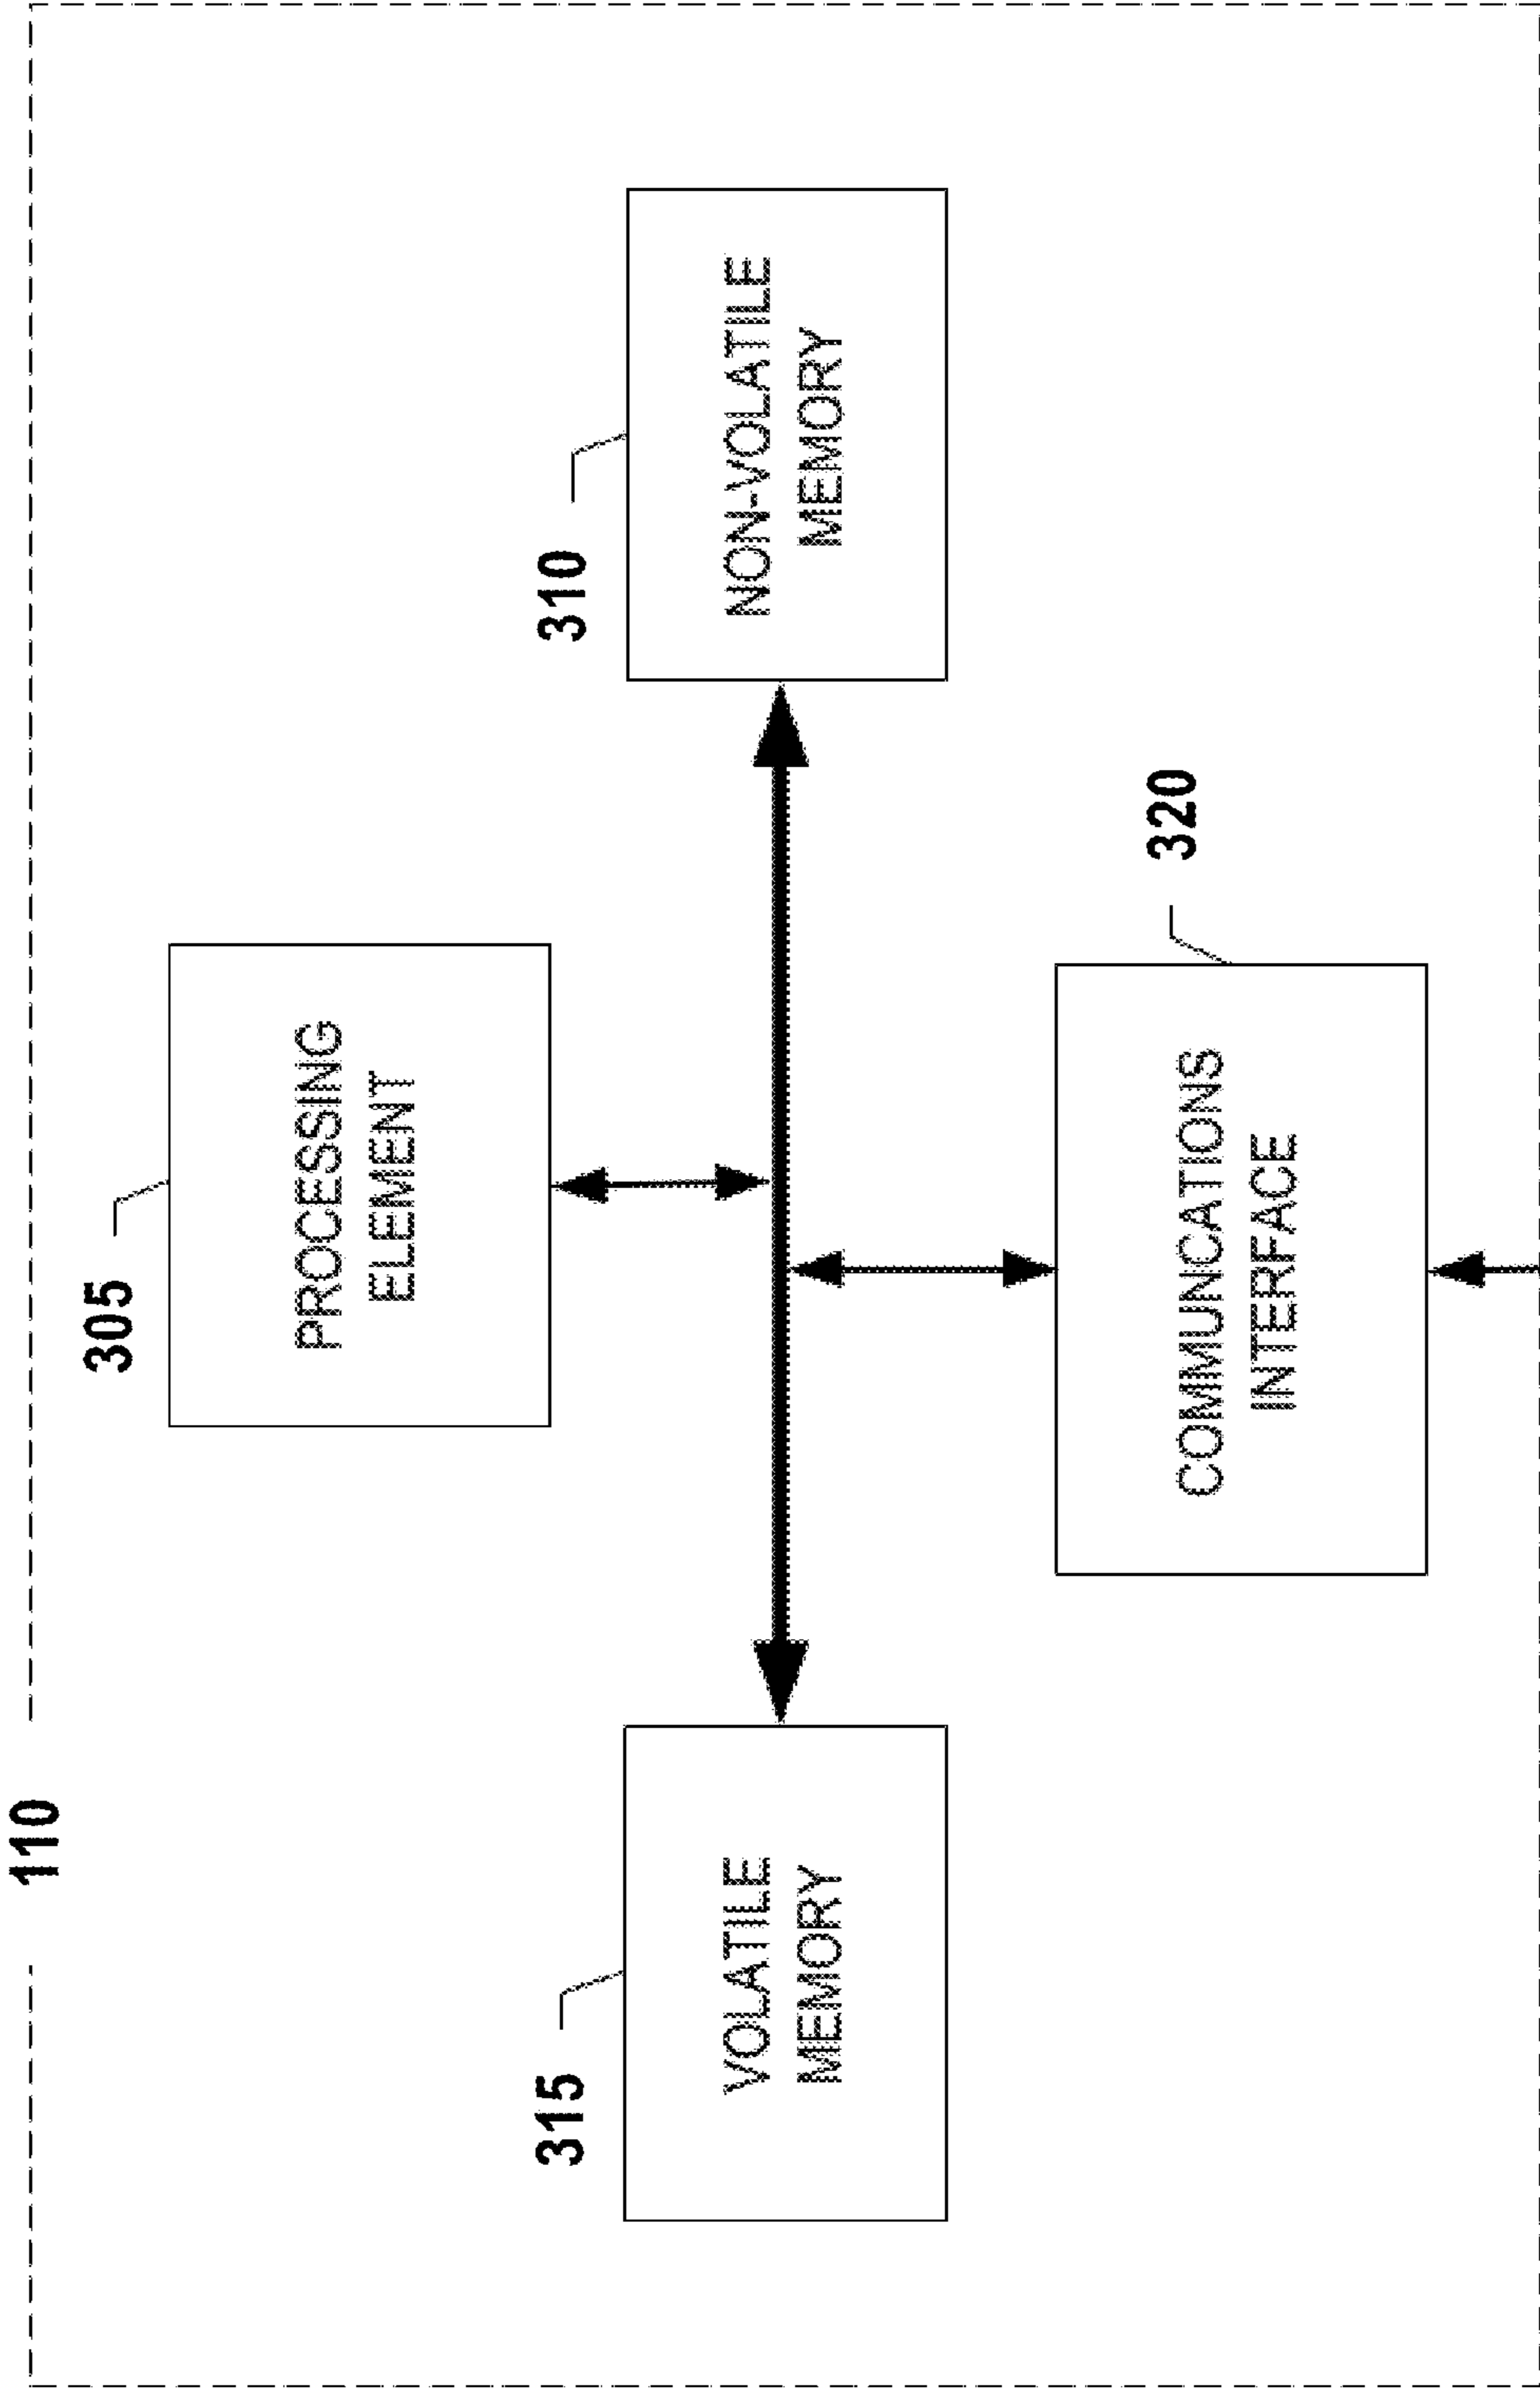 110
305
PROCESSING
ELEMENT
315
VOLATILE
MEMORY
310
NON-VOLATILE
MEMORY
320
COMMUNCATIONS
INTERFACE